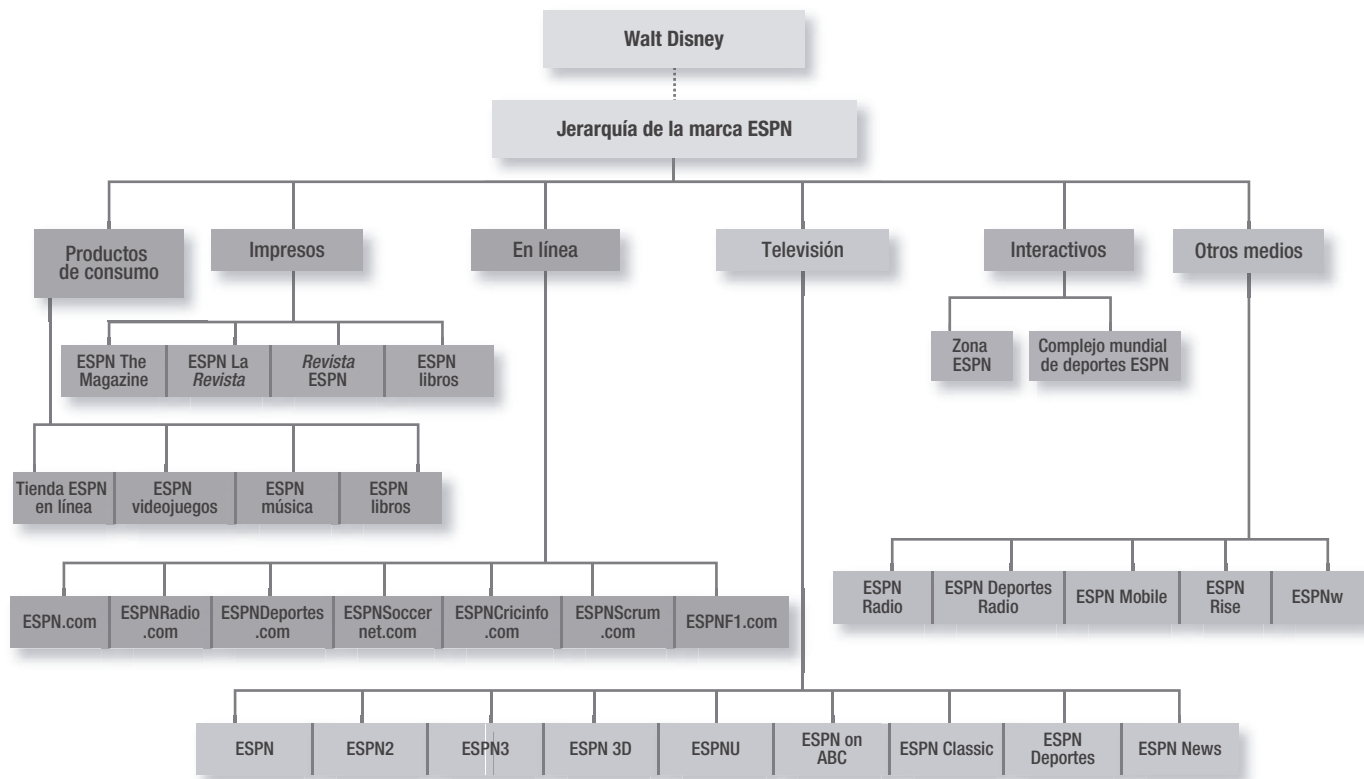 Walt Disney
Jerarquía de la marca ESPN
Productos
de consumo
Impresos
En línea
Televisión
Interactivos
Otros medios
ESPN The
Magazine
ESPN La
Revista
Revista
ESPN
ESPN
libros
Zona
ESPN
Complejo mundial
de deportes ESPN
Tienda ESPN
en línea
ESPN
videojuegos
ESPN
música
ESPN
libros
ESPN.com
ESPNRadio
.com
ESPNDeportes
.com
ESPNSoccer
net.com
ESPNCricinfo
.com
ESPNScrum
.com
ESPNF1.com
ESPN
Radio
ESPN Deportes
Radio
ESPN Mobile
ESPN
Rise
ESPNw
ESPN
ESPN2
ESPN3
ESPN 3D
ESPNU
ESPN on
ABC
ESPN Classic
ESPN
Deportes
ESPN News